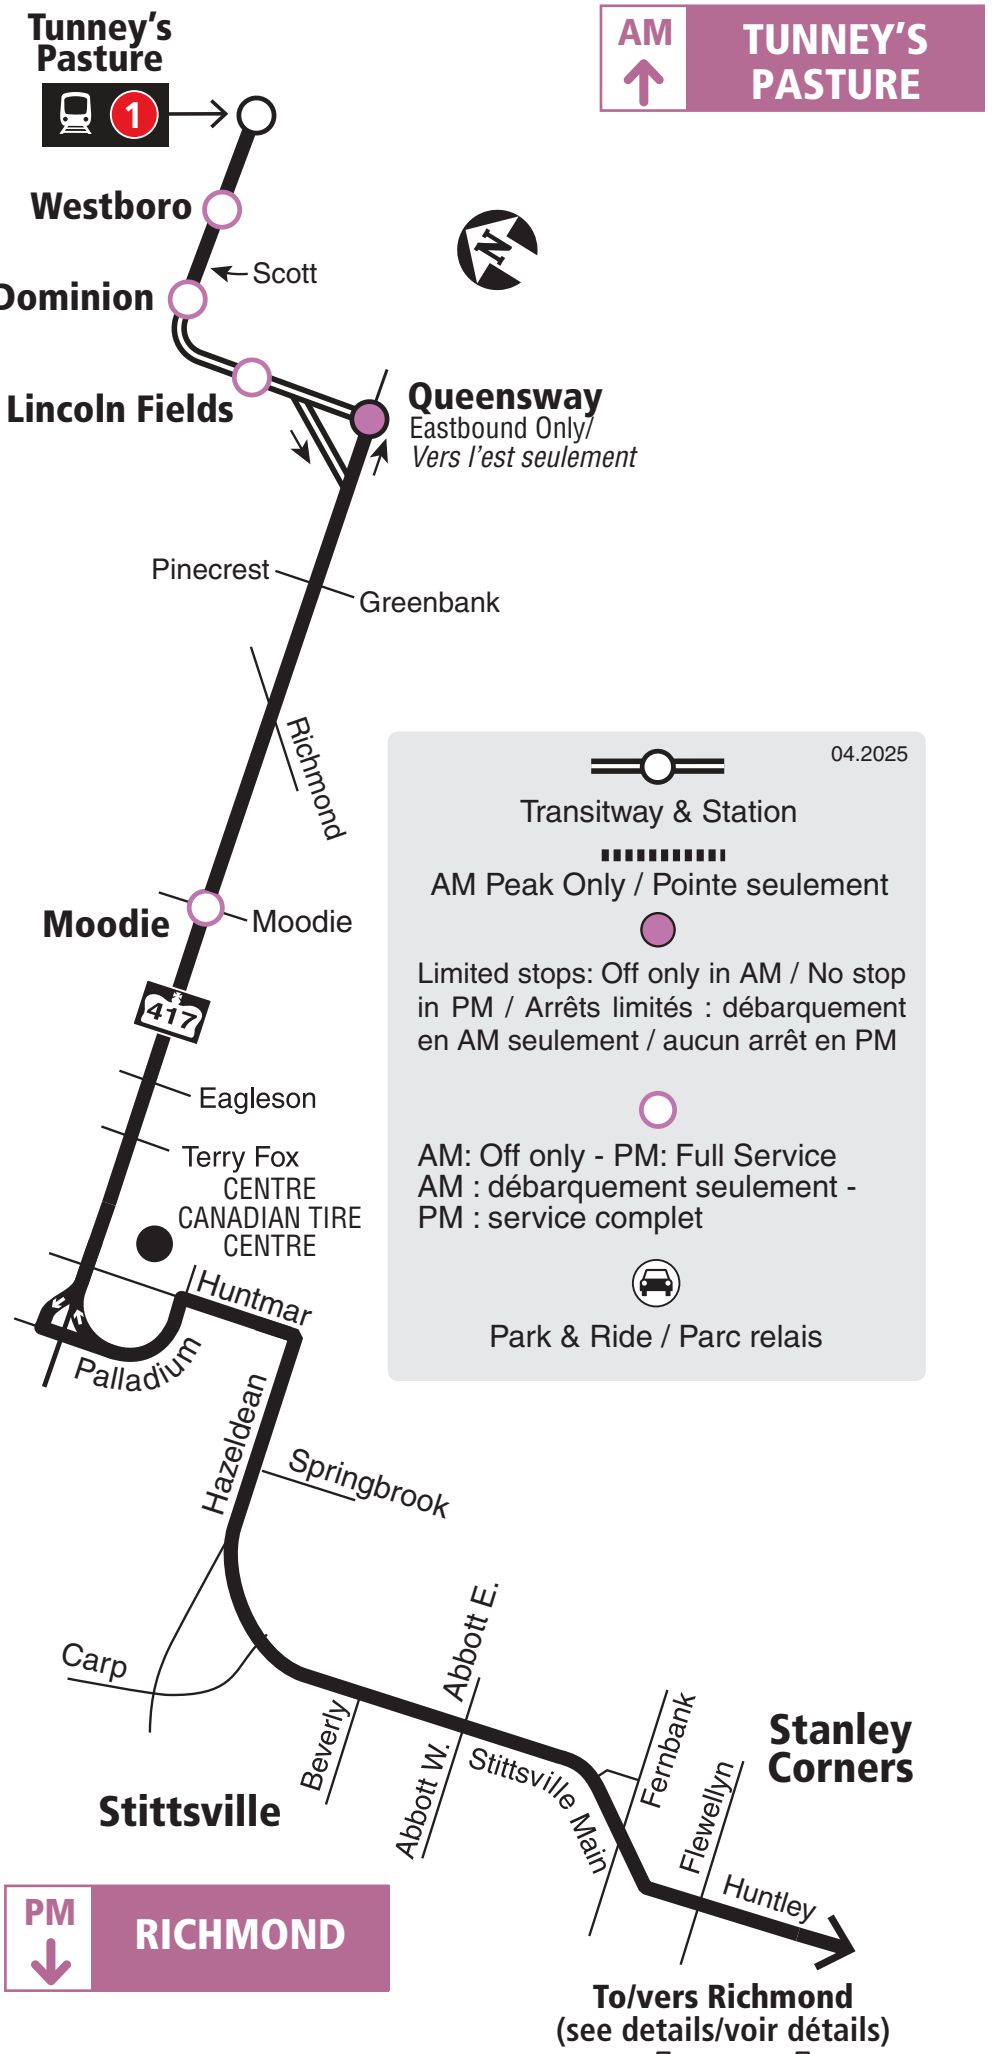 Tunney's
Pasture
1
AM
TUNNEY'S
PASTURE
Westboro
N
Scott
Dominion
Lincoln Fields
Queensway
Eastbound Only/
Vers l'est seulement
Pinecrest
Greenbank
Richmond
04.2025
Transitway & Station
AM Peak Only / Pointe seulement
Limited stops: Off only in AM / No stop
in PM / Arrêts limités : débarquement
en AM seulement / aucun arrêt en PM
AM: Off only - PM: Full Service
AM : débarquement seulement -
PM : service complet
Park & Ride / Parc relais
Moodie
Moodie
417
Eagleson
Terry Fox
CENTRE
CANADIAN TIRE
CENTRE
Huntmar
Palladium
Hazeldean
Springbrook
Carp
Abbott E.
Beverly
Abbott W.
Stittsville Main
Fernbank
Flewellyn
Stanley
Corners
Stittsville
Huntley
PM
RICHMOND
To/vers Richmond
(see details/voir détails)